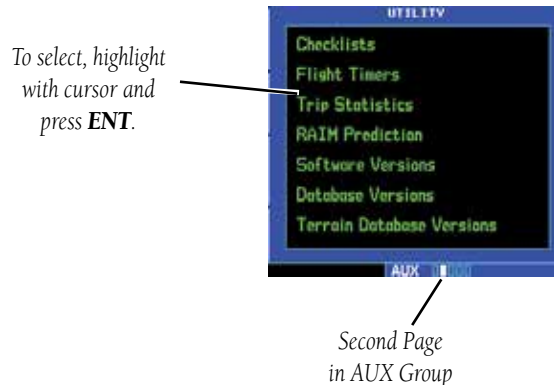 UTILITY
To select, highlight
with cursor and
press ENT.
Checklists
Flight Timers
Trip Statistics
RAIM Prediction
Software Versions
Database Versions
Terrain Database Versions
AUX
Second Page
in AUX Group